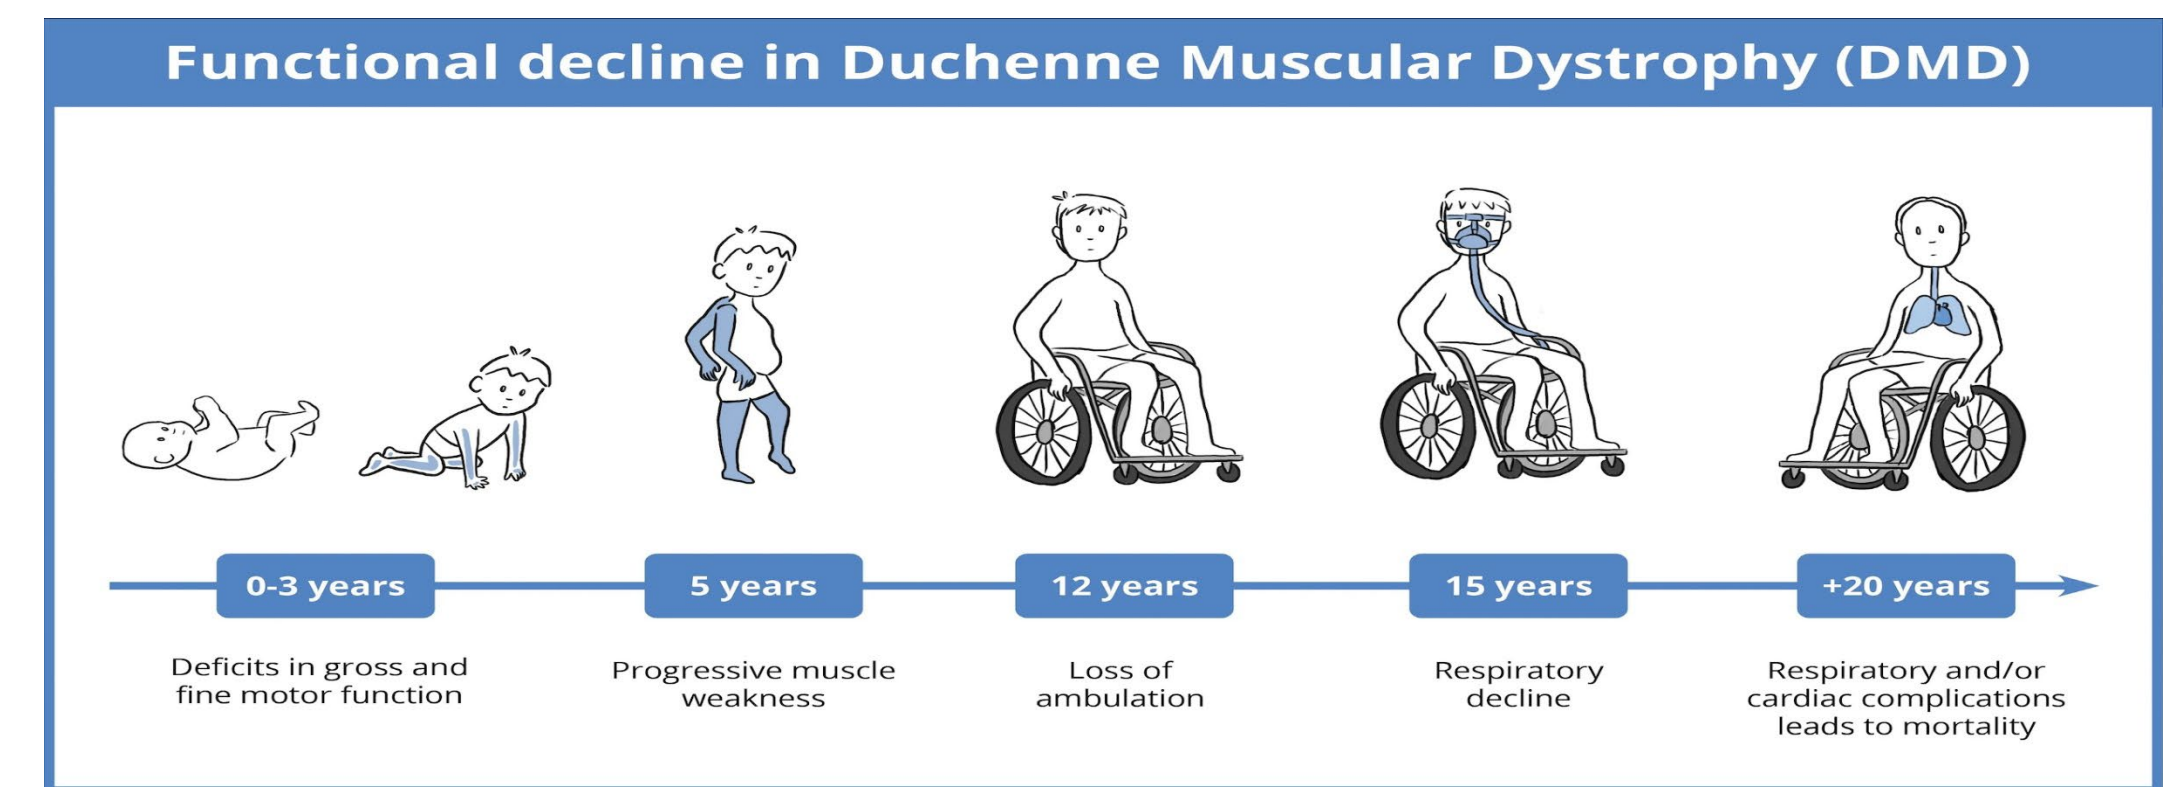 Functional decline in Duchenne Muscular Dystrophy (DMD)
0-3 years
5 years
12 years
15 years
+20 years
Deficits in gross and
fine motor function
Progressive muscle
weakness
Loss of
ambulation
Respiratory
decline
Respiratory and/or
cardiac complications
leads to mortality